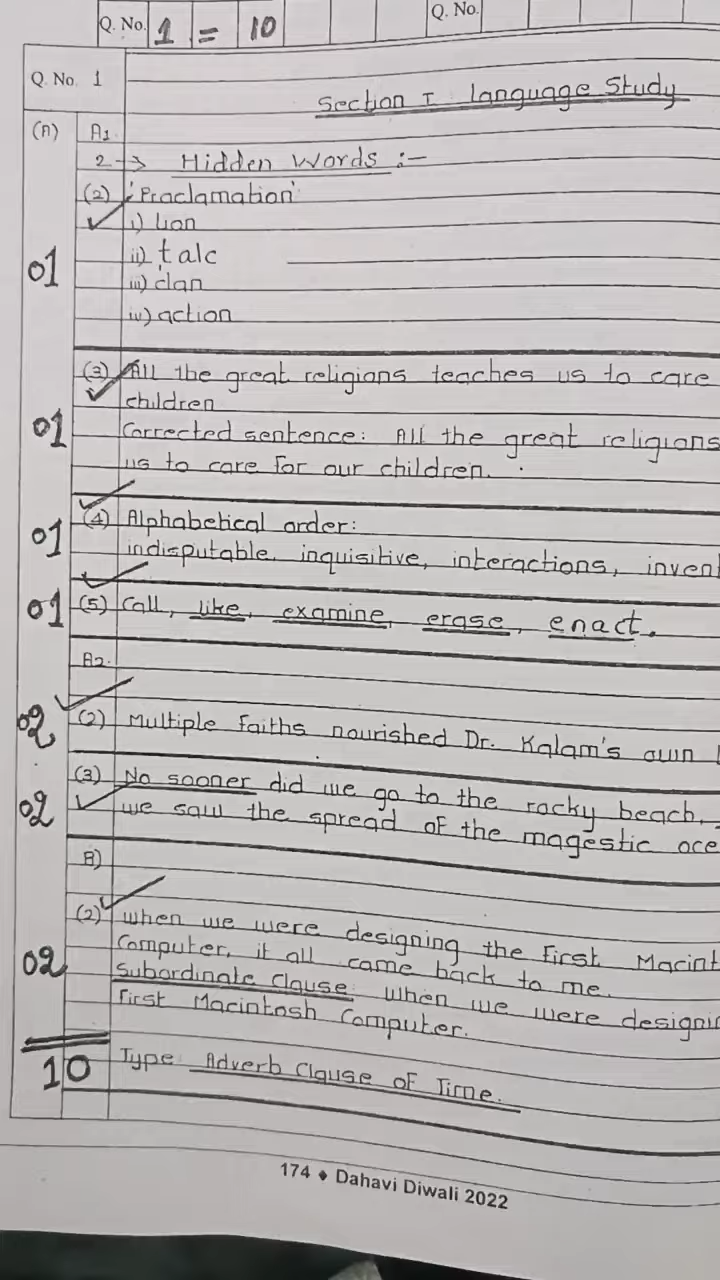 Q. No. 1 = 10 Q. No.
Q. No. 1
Section I language Study
(A) A1.
2 → Hidden Words :-
(2) 'Proclamation'
i) lion
ii) talc
01
iii) clan
iv) action
(3) All the great religions teaches us to care
children
01 Corrected sentence: All the great religions
us to care for our children.
(4) Alphabetical order:
01 indisputable, inquisitive, interactions, inven
01 (5) Call, like, examine, erase, enact.
A2.
02 (2) Multiple faiths nourished Dr. Kalam's own
(3) No sooner did we go to the rocky beach,
02 we saw the spread of the magestic oce
B)
(2) When we were designing the First Macint
Computer, it all came back to me.
02 Subordinate Clause: When we were designi
First Macintosh Computer.
10 Type: Adverb Clause of Time.
174 ♦ Dahavi Diwali 2022